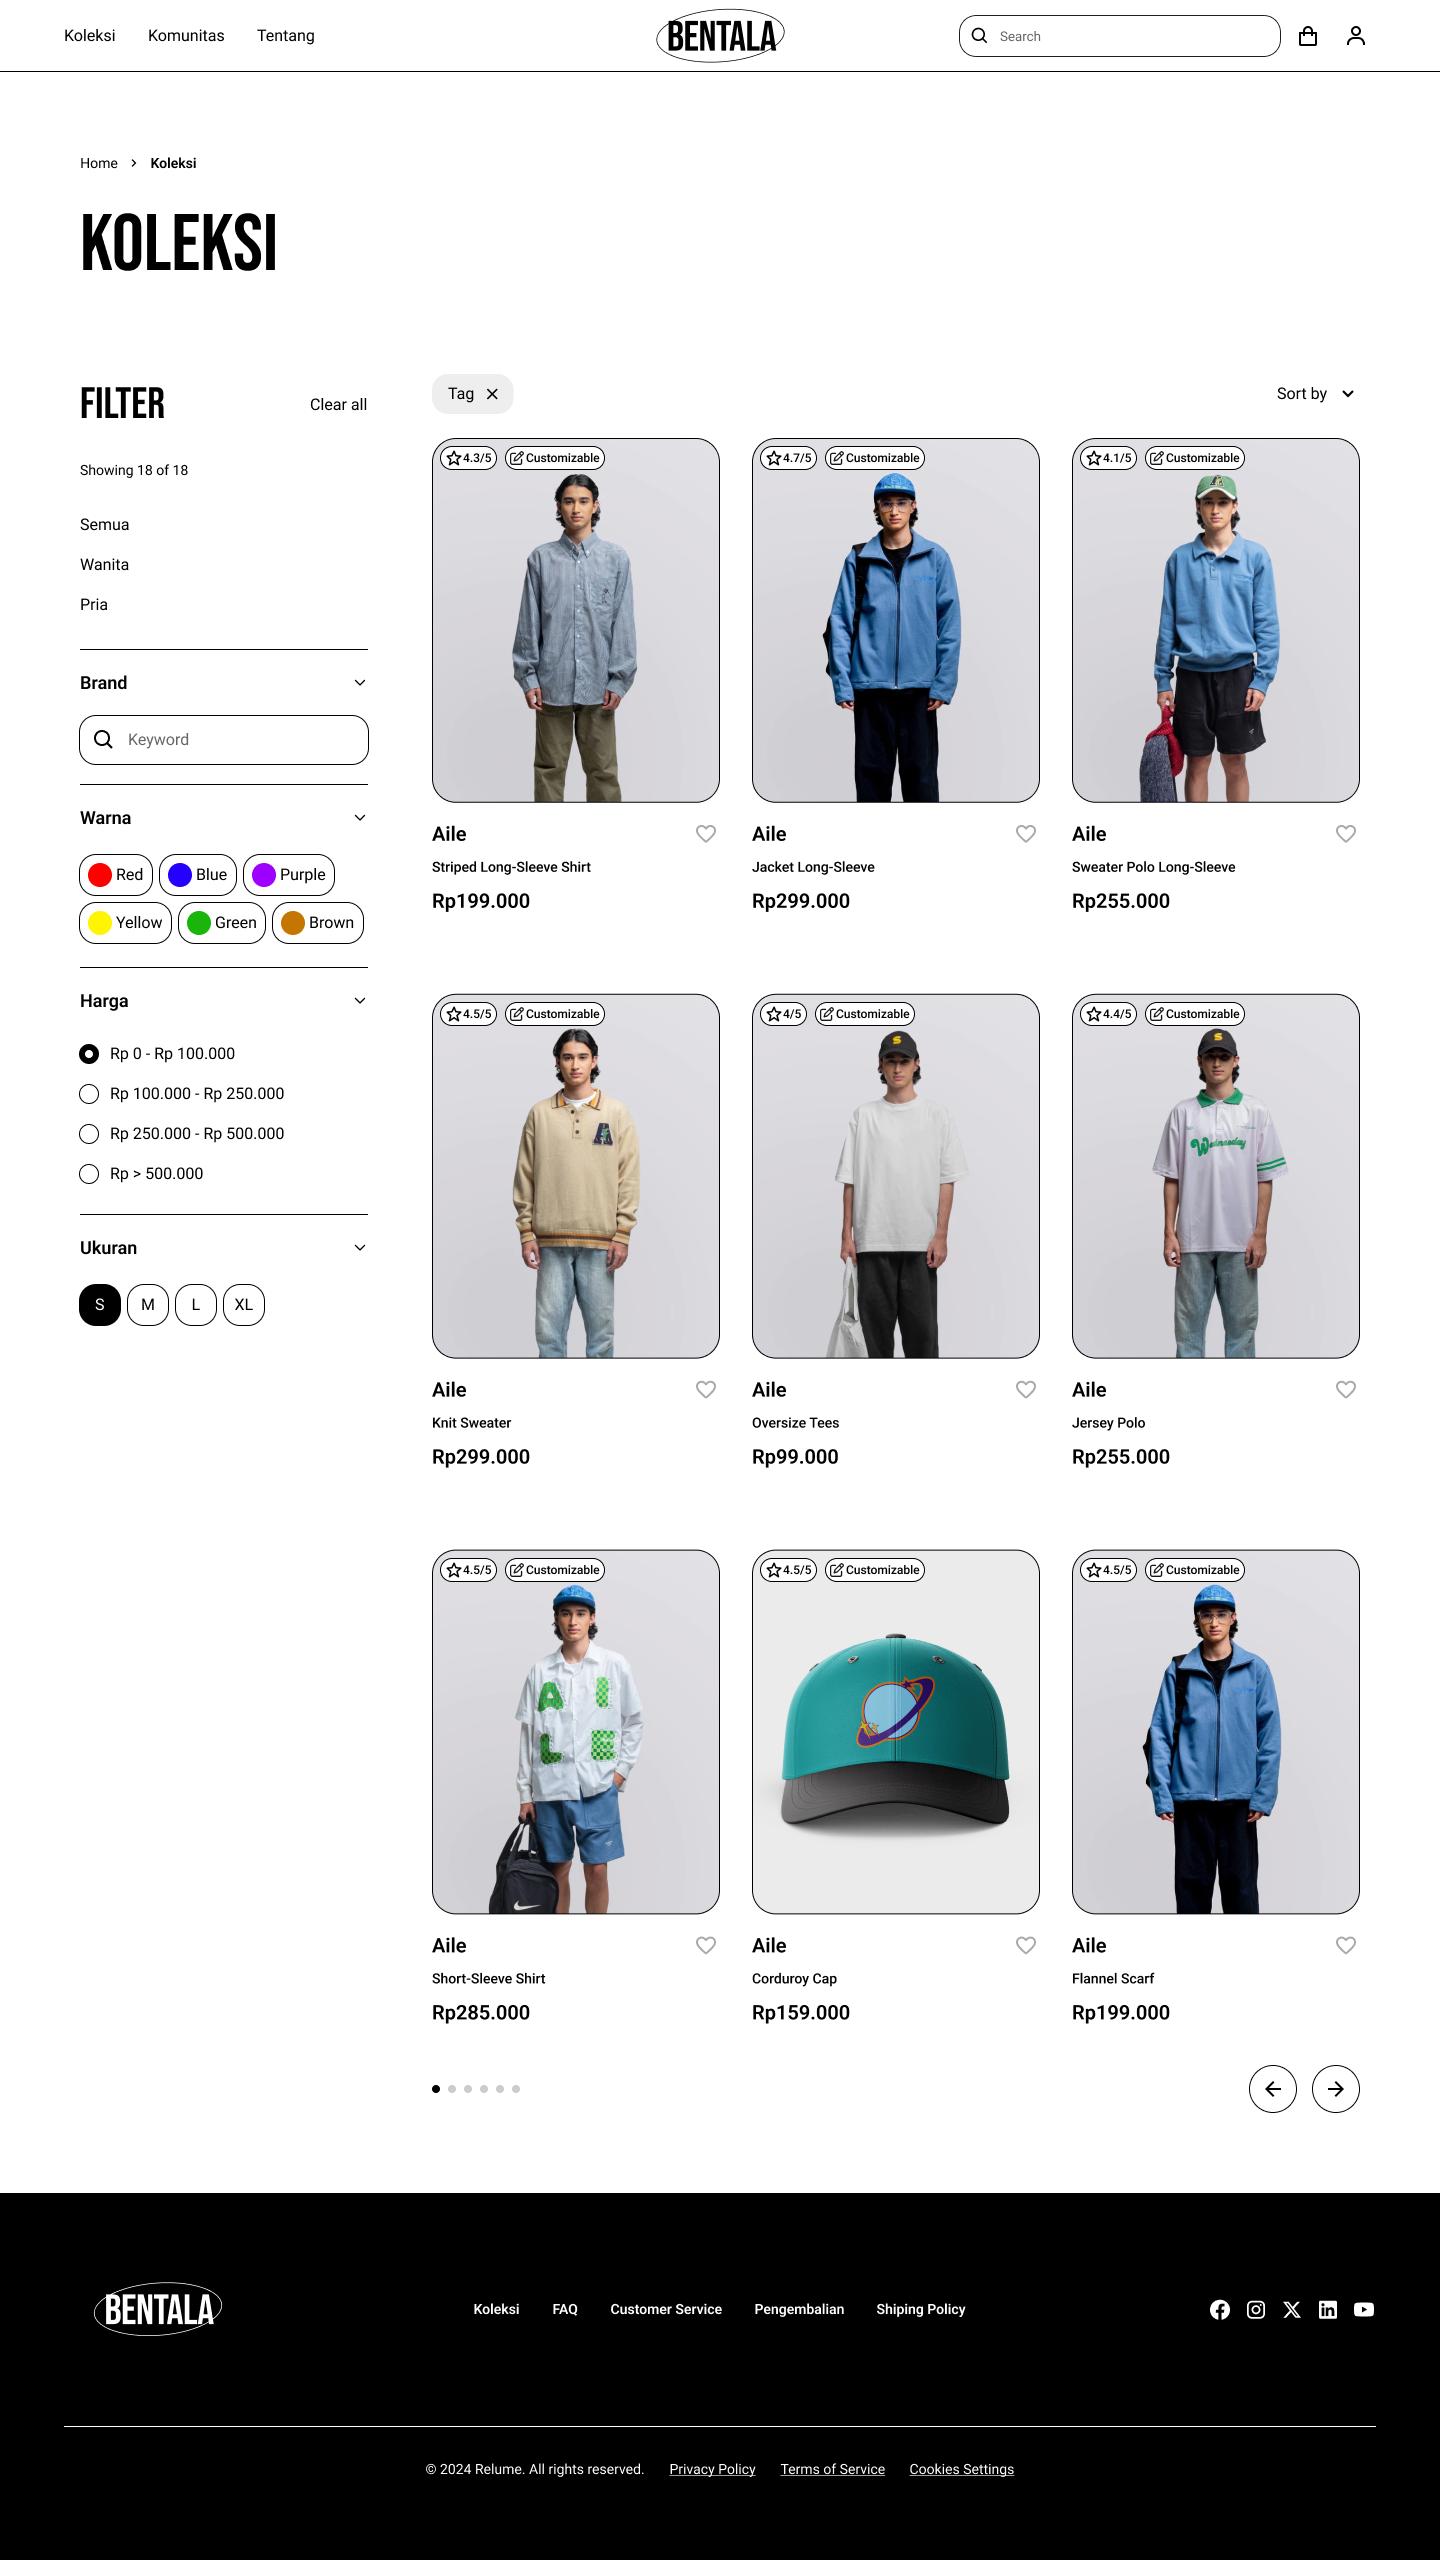 Koleksi Komunitas Tentang BENTALA Search
Home Koleksi
KOLEKSI
FILTER Clear all
Showing 18 of 18
Semua
Wanita
Pria
Brand
Keyword
Warna
Red Blue Purple
Yellow Green Brown
Harga
Rp 0 - Rp 100.000
Rp 100.000 - Rp 250.000
Rp 250.000 - Rp 500.000
Rp > 500.000
Ukuran
S M L XL
Tag Sort by
4.3/5 Customizable 4.7/5 Customizable 4.1/5 Customizable
Aile Aile Aile
Striped Long-Sleeve Shirt Jacket Long-Sleeve Sweater Polo Long-Sleeve
Rp199.000 Rp299.000 Rp255.000
4.5/5 Customizable 4/5 Customizable 4.4/5 Customizable
A S S
Wednesday
Aile Aile Aile
Knit Sweater Oversize Tees Jersey Polo
Rp299.000 Rp99.000 Rp255.000
4.5/5 Customizable 4.5/5 Customizable 4.5/5 Customizable
A I
L E
Aile Aile Aile
Short-Sleeve Shirt Corduroy Cap Flannel Scarf
Rp285.000 Rp159.000 Rp199.000
BENTALA Koleksi FAQ Customer Service Pengembalian Shiping Policy
© 2024 Relume. All rights reserved. Privacy Policy Terms of Service Cookies Settings